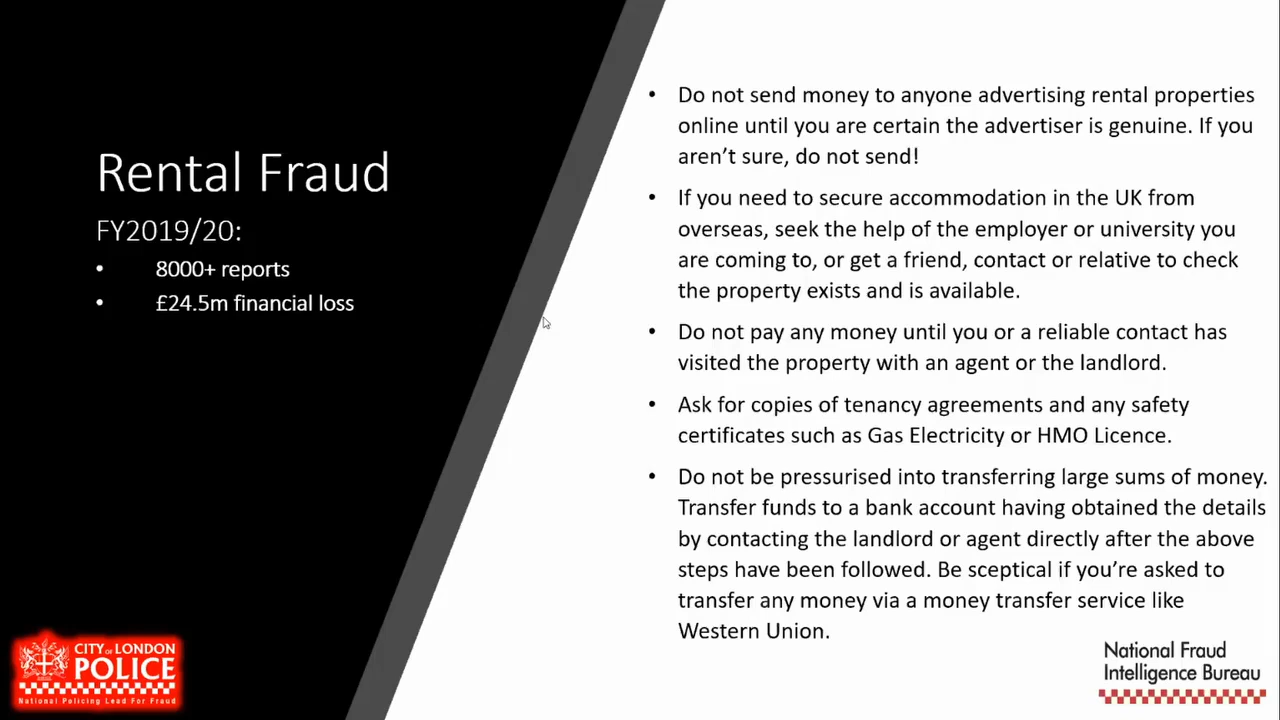 Rental Fraud
FY2019/20:
• 8000+ reports
• £24.5m financial loss
• Do not send money to anyone advertising rental properties
online until you are certain the advertiser is genuine. If you
aren’t sure, do not send!
• If you need to secure accommodation in the UK from
overseas, seek the help of the employer or university you
are coming to, or get a friend, contact or relative to check
the property exists and is available.
• Do not pay any money until you or a reliable contact has
visited the property with an agent or the landlord.
• Ask for copies of tenancy agreements and any safety
certificates such as Gas Electricity or HMO Licence.
• Do not be pressurised into transferring large sums of money.
Transfer funds to a bank account having obtained the details
by contacting the landlord or agent directly after the above
steps have been followed. Be sceptical if you’re asked to
transfer any money via a money transfer service like
Western Union.
CITY OF LONDON
POLICE
National Policing Lead For Fraud
National Fraud
Intelligence Bureau